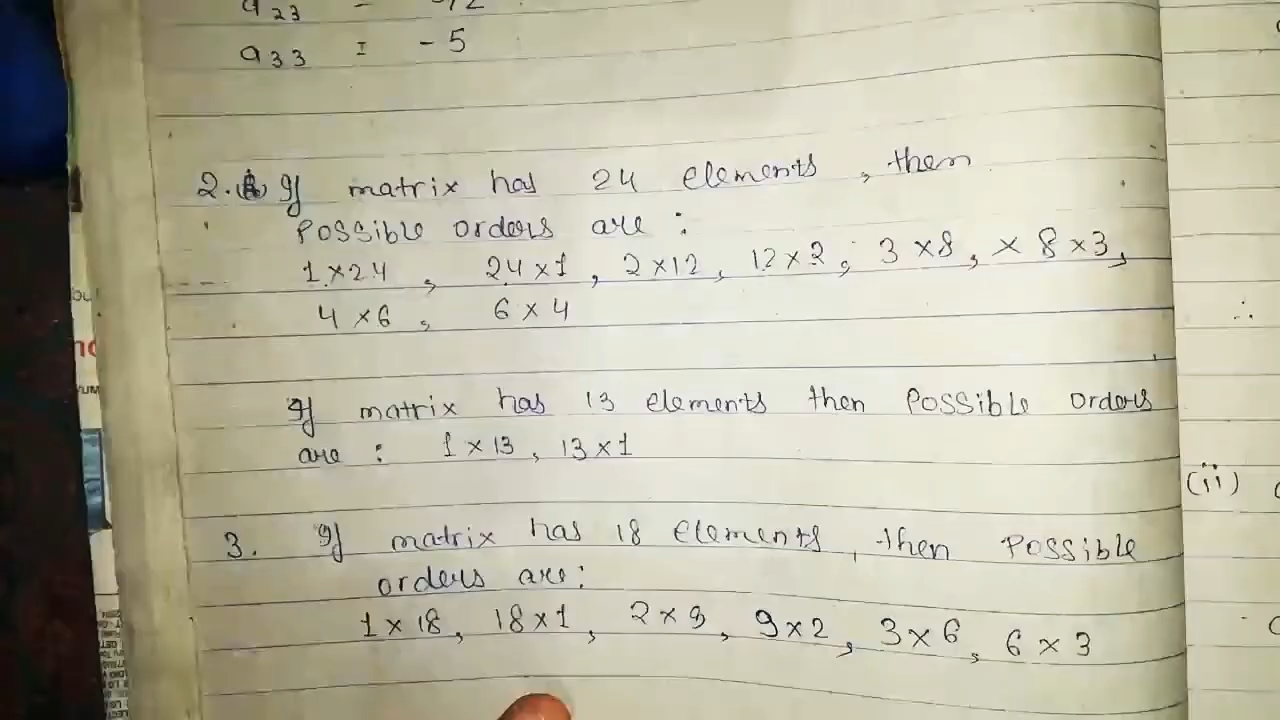 a23 = -
a33 = -5
2. If matrix has 24 elements, then
possible orders are :
1×24, 24×1, 2×12, 12×2, 3×8, × 8×3,
4×6, 6×4
If matrix has 13 elements then possible orders
are : 1×13, 13×1
3. If matrix has 18 elements, then possible
orders are:
1×18, 18×1, 2×9, 9×2, 3×6, 6×3
(ii)